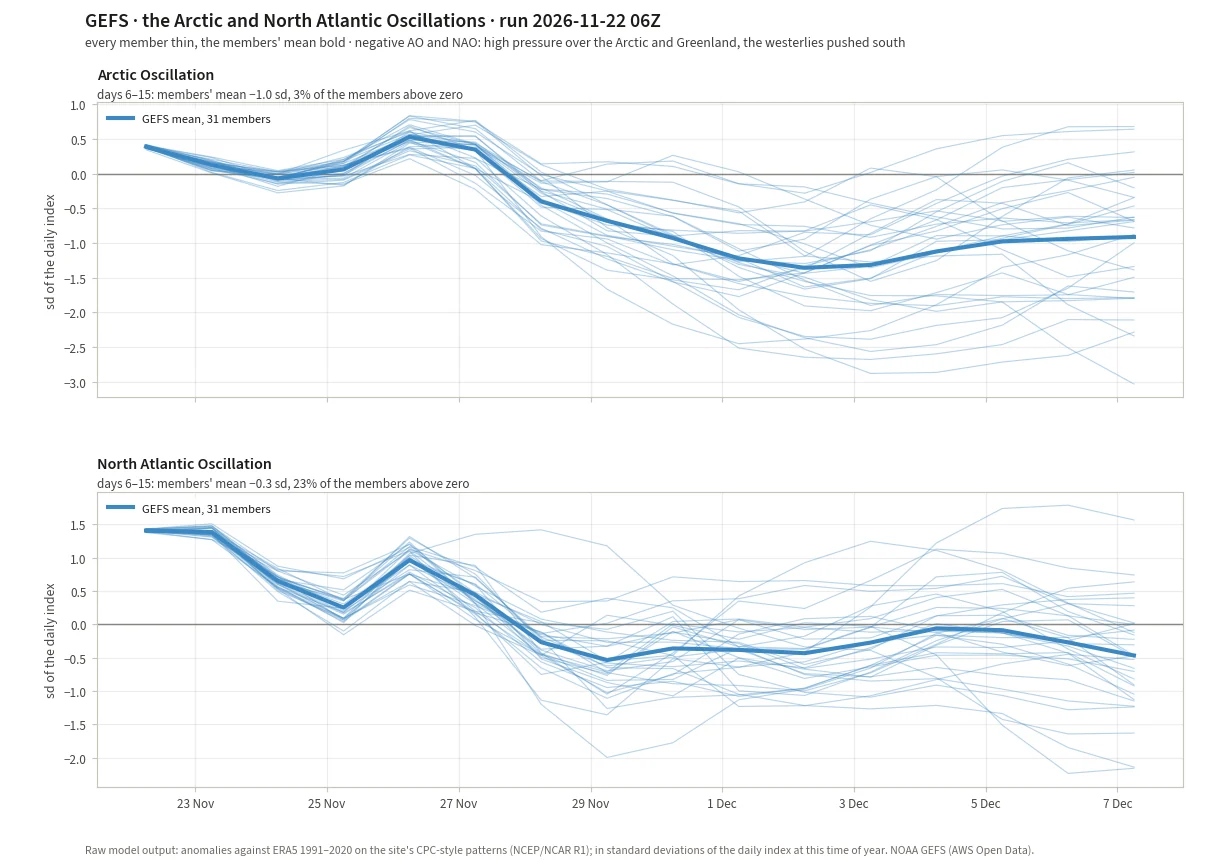 GEFS · the Arctic and North Atlantic Oscillations · run 2026-11-22 06Z
every member thin, the members' mean bold · negative AO and NAO: high pressure over the Arctic and Greenland, the westerlies pushed south
Arctic Oscillation
days 6–15: members' mean −1.0 sd, 3% of the members above zero
GEFS mean, 31 members
sd of the daily index
1.0
0.5
0.0
−0.5
−1.0
−1.5
−2.0
−2.5
−3.0
North Atlantic Oscillation
days 6–15: members' mean −0.3 sd, 23% of the members above zero
GEFS mean, 31 members
sd of the daily index
1.5
1.0
0.5
0.0
−0.5
−1.0
−1.5
−2.0
23 Nov 25 Nov 27 Nov 29 Nov 1 Dec 3 Dec 5 Dec 7 Dec
Raw model output: anomalies against ERA5 1991–2020 on the site's CPC-style patterns (NCEP/NCAR R1); in standard deviations of the daily index at this time of year. NOAA GEFS (AWS Open Data).